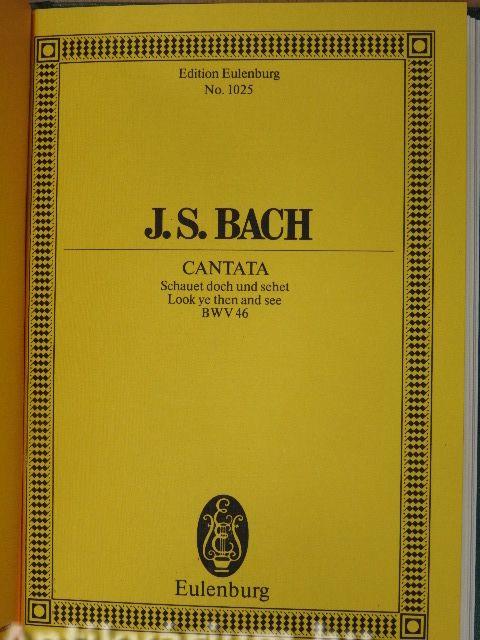 Edition Eulenburg
No. 1025
J. S. BACH
CANTATA
Schauet doch und sehet
Look ye then and see
BWV 46
Eulenburg